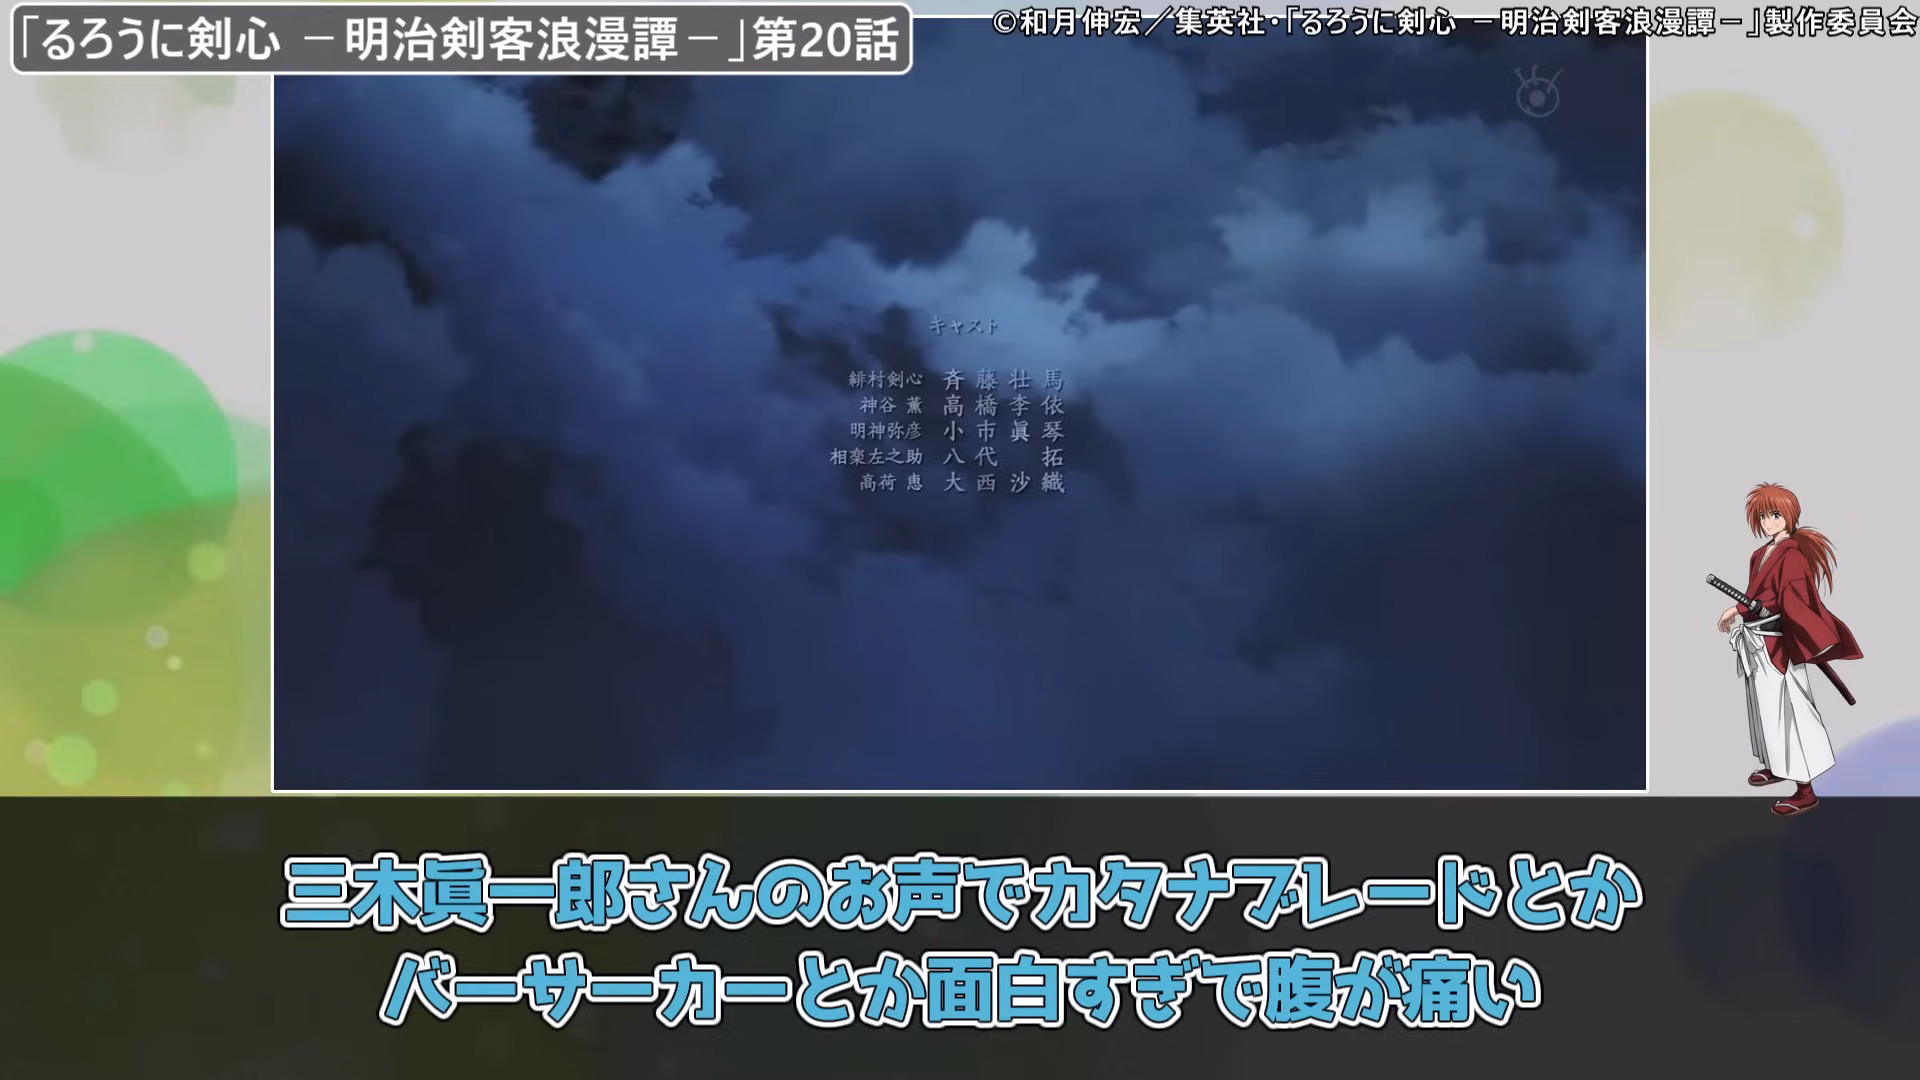 「るろうに剣心 －明治剣客浪漫譚－」第20話
©和月伸宏／集英社・「るろうに剣心 －明治剣客浪漫譚－」製作委員会
キャスト
緋村剣心 斉藤壮馬
神谷 薫 高橋李依
明神弥彦 小市眞琴
相楽左之助 八代 拓
高荷 恵 大西沙織
三木眞一郎さんのお声でカタナブレードとか
バーサーカーとか面白すぎで腹が痛い